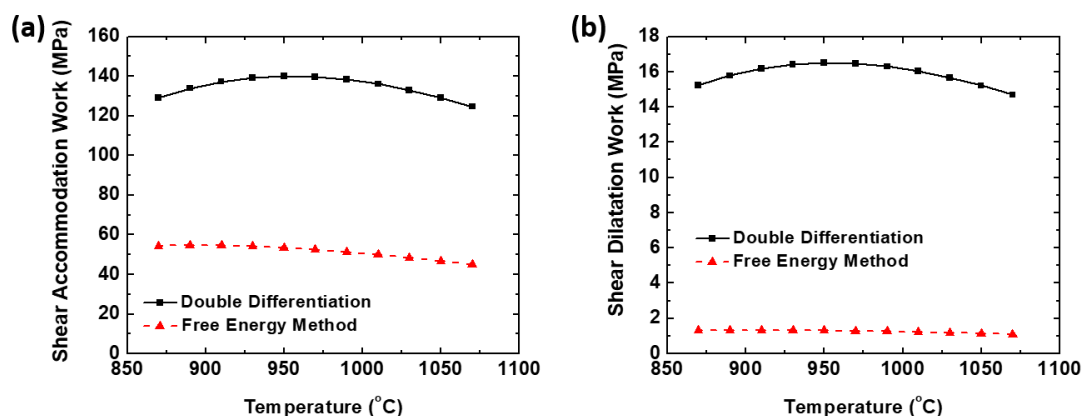 (a)
Shear Accommodation Work (MPa)
160
140
120
100
80
60
40
20
0
Double Differentiation
Free Energy Method
850 900 950 1000 1050 1100
Temperature (°C)
(b)
Shear Dilatation Work (MPa)
18
16
14
12
10
8
6
4
2
0
Double Differentiation
Free Energy Method
850 900 950 1000 1050 1100
Temperature (°C)